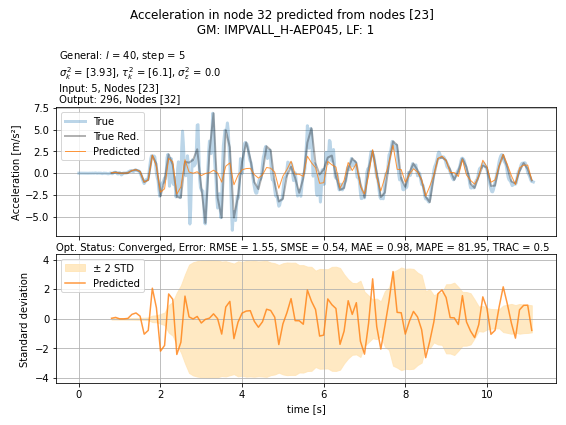 Acceleration in node 32 predicted from nodes [23]
GM: IMPVALL_H-AEP045, LF: 1
General: l = 40, step = 5
σ²ₖ = [3.93], τ²ₖ = [6.1], σ²ε = 0.0
Input: 5, Nodes [23]
Output: 296, Nodes [32]
Acceleration [m/s²]
7.5
5.0
2.5
0.0
−2.5
−5.0
True
True Red.
Predicted
Opt. Status: Converged, Error: RMSE = 1.55, SMSE = 0.54, MAE = 0.98, MAPE = 81.95, TRAC = 0.5
Standard deviation
4
2
0
−2
−4
± 2 STD
Predicted
0 2 4 6 8 10
time [s]